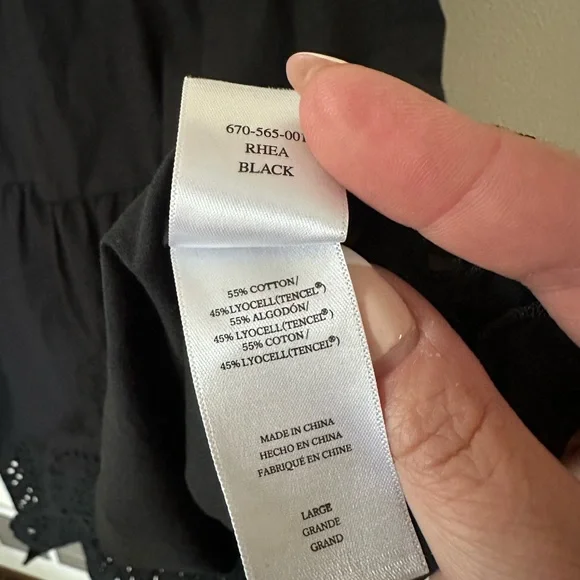 670-565-001
RHEA
BLACK
55% COTTON/
45% LYOCELL(TENCEL®)
55% ALGODÓN/
45% LYOCELL(TENCEL®)
55% COTON/
45% LYOCELL(TENCEL®)
MADE IN CHINA
HECHO EN CHINA
FABRIQUÉ EN CHINE
LARGE
GRANDE
GRAND